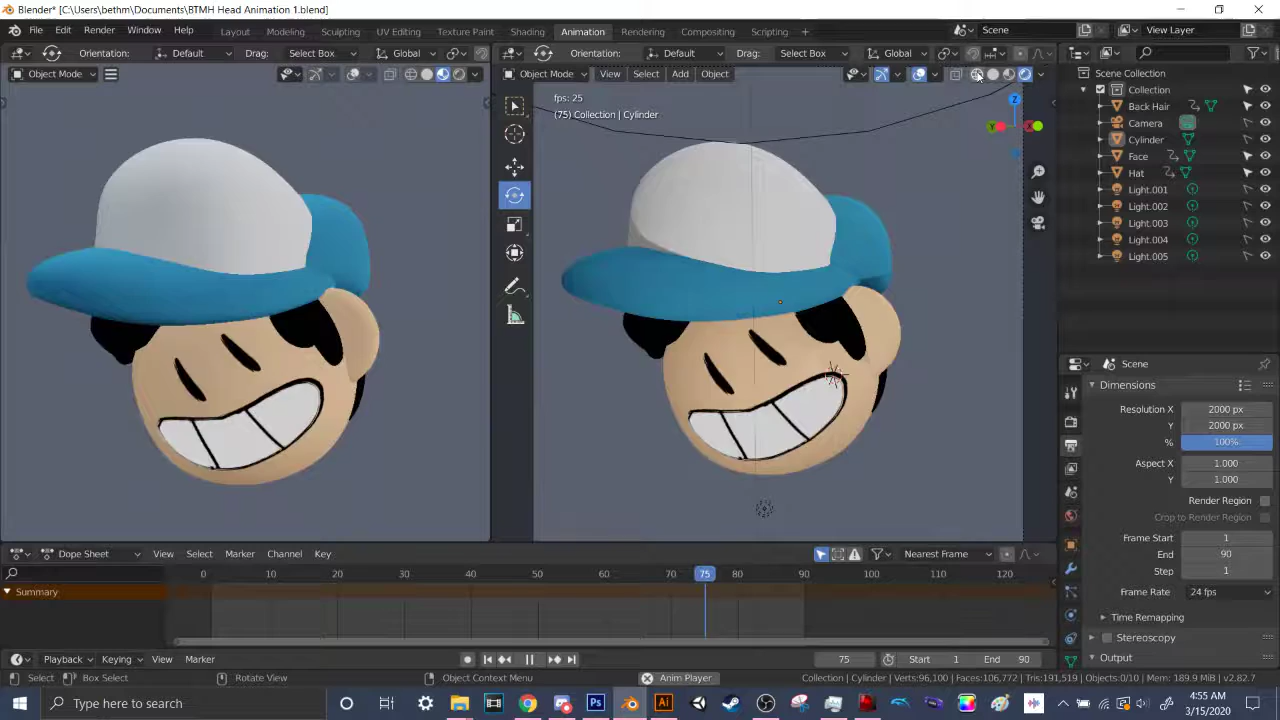 Blender* [C:\Users\bethm\Documents\BTMH Head Animation 1.blend]
File Edit Render Window Help Layout Modeling Sculpting UV Editing Texture Paint Shading Animation Rendering Compositing Scripting + Scene View Layer
Orientation: Default Drag: Select Box Global Orientation: Default Drag: Select Box Global
Object Mode Object Mode View Select Add Object
Scene Collection
Collection
Back Hair
Camera
Cylinder
Face
Hat
Light.001
Light.002
Light.003
Light.004
Light.005
fps: 25
(75) Collection | Cylinder
Z
Y
Scene
Dimensions
Resolution X 2000 px
Y 2000 px
% 100%
Aspect X 1.000
Y 1.000
Render Region
Crop to Render Region
Frame Start 1
End 90
Step 1
Frame Rate 24 fps
Time Remapping
Stereoscopy
Output
Dope Sheet View Select Marker Channel Key Nearest Frame
0 10 20 30 40 50 60 70 75 80 90 100 110 120
Summary
Playback Keying View Marker 75 Start 1 End 90
Select Box Select Rotate View Object Context Menu Anim Player Collection | Cylinder | Verts:96,100 | Faces:106,772 | Tris:191,519 | Objects:0/10 | Mem: 189.9 MiB | v2.82.7
Type here to search
4:55 AM
3/15/2020